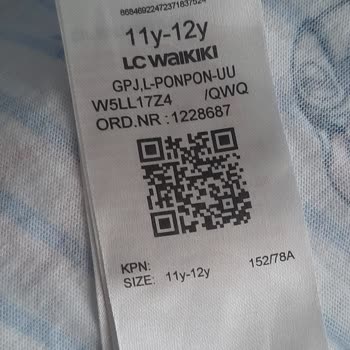 11y-12y
LC WAIKIKI
GPJ,L-PONPON-UU
W5LL17Z4 /QWQ
ORD.NR : 1228687
KPN:
SIZE: 11y-12y 152/78A